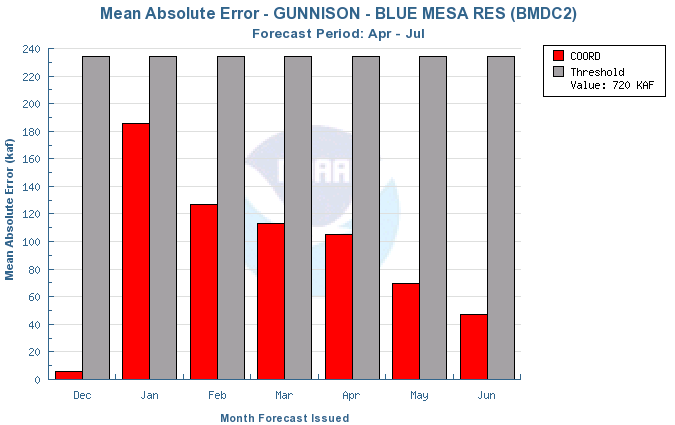 Mean Absolute Error - GUNNISON - BLUE MESA RES (BMDC2)
Forecast Period: Apr - Jul
COORD
Threshold
Value: 720 KAF
Mean Absolute Error (kaf)
240
220
200
180
160
140
120
100
80
60
40
20
0
NOAA
Dec Jan Feb Mar Apr May Jun
Month Forecast Issued